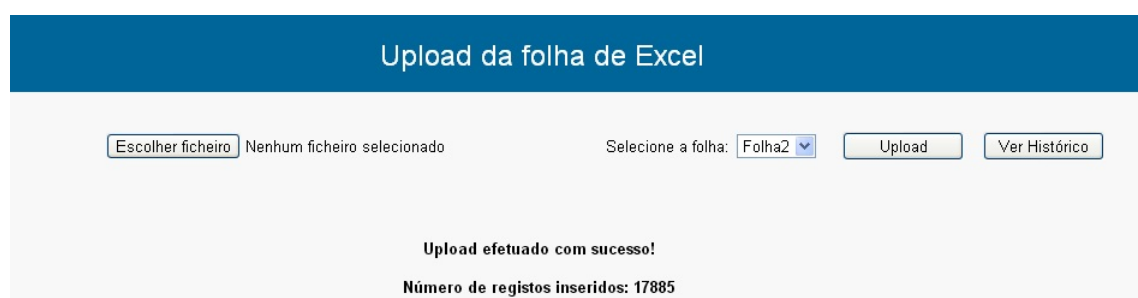 Upload da folha de Excel
Escolher ficheiro Nenhum ficheiro selecionado Selecione a folha: Folha2 Upload Ver Histórico
Upload efetuado com sucesso!
Número de registos inseridos: 17885